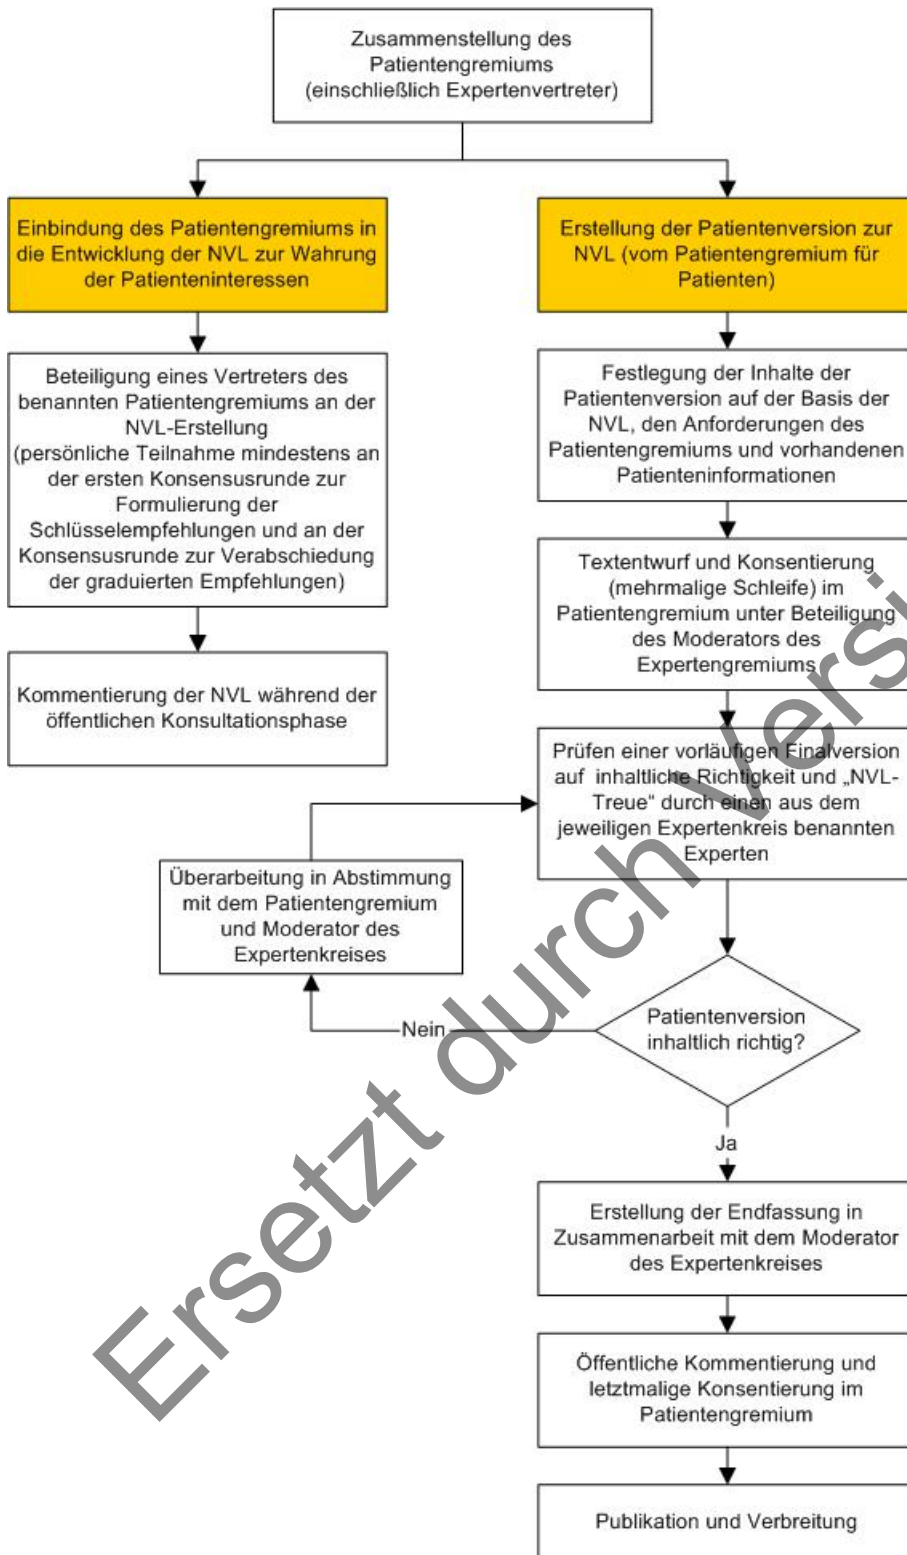 Zusammenstellung des
Patientengremiums
(einschließlich Expertenvertreter)
Einbindung des Patientengremiums in
die Entwicklung der NVL zur Wahrung
der Patienteninteressen
Beteiligung eines Vertreters des
benannten Patientengremiums an der
NVL-Erstellung
(persönliche Teilnahme mindestens an
der ersten Konsensusrunde zur
Formulierung der
Schlüsselempfehlungen und an der
Konsensusrunde zur Verabschiedung
der graduierten Empfehlungen)
Kommentierung der NVL während der
öffentlichen Konsultationsphase
Erstellung der Patientenversion zur
NVL (vom Patientengremium für
Patienten)
Festlegung der Inhalte der
Patientenversion auf der Basis der
NVL, den Anforderungen des
Patientengremiums und vorhandenen
Patienteninformationen
Textentwurf und Konsentierung
(mehrmalige Schleife) im
Patientengremium unter Beteiligung
des Moderators des
Expertengremiums
Prüfen einer vorläufigen Finalversion
auf inhaltliche Richtigkeit und „NVL-
Treue“ durch einen aus dem
jeweiligen Expertenkreis benannten
Experten
Überarbeitung in Abstimmung
mit dem Patientengremium
und Moderator des
Expertenkreises
Patientenversion
inhaltlich richtig?
Nein
Ja
Erstellung der Endfassung in
Zusammenarbeit mit dem Moderator
des Expertenkreises
Öffentliche Kommentierung und
letztmalige Konsentierung im
Patientengremium
Publikation und Verbreitung
Ersetzt durch Versi